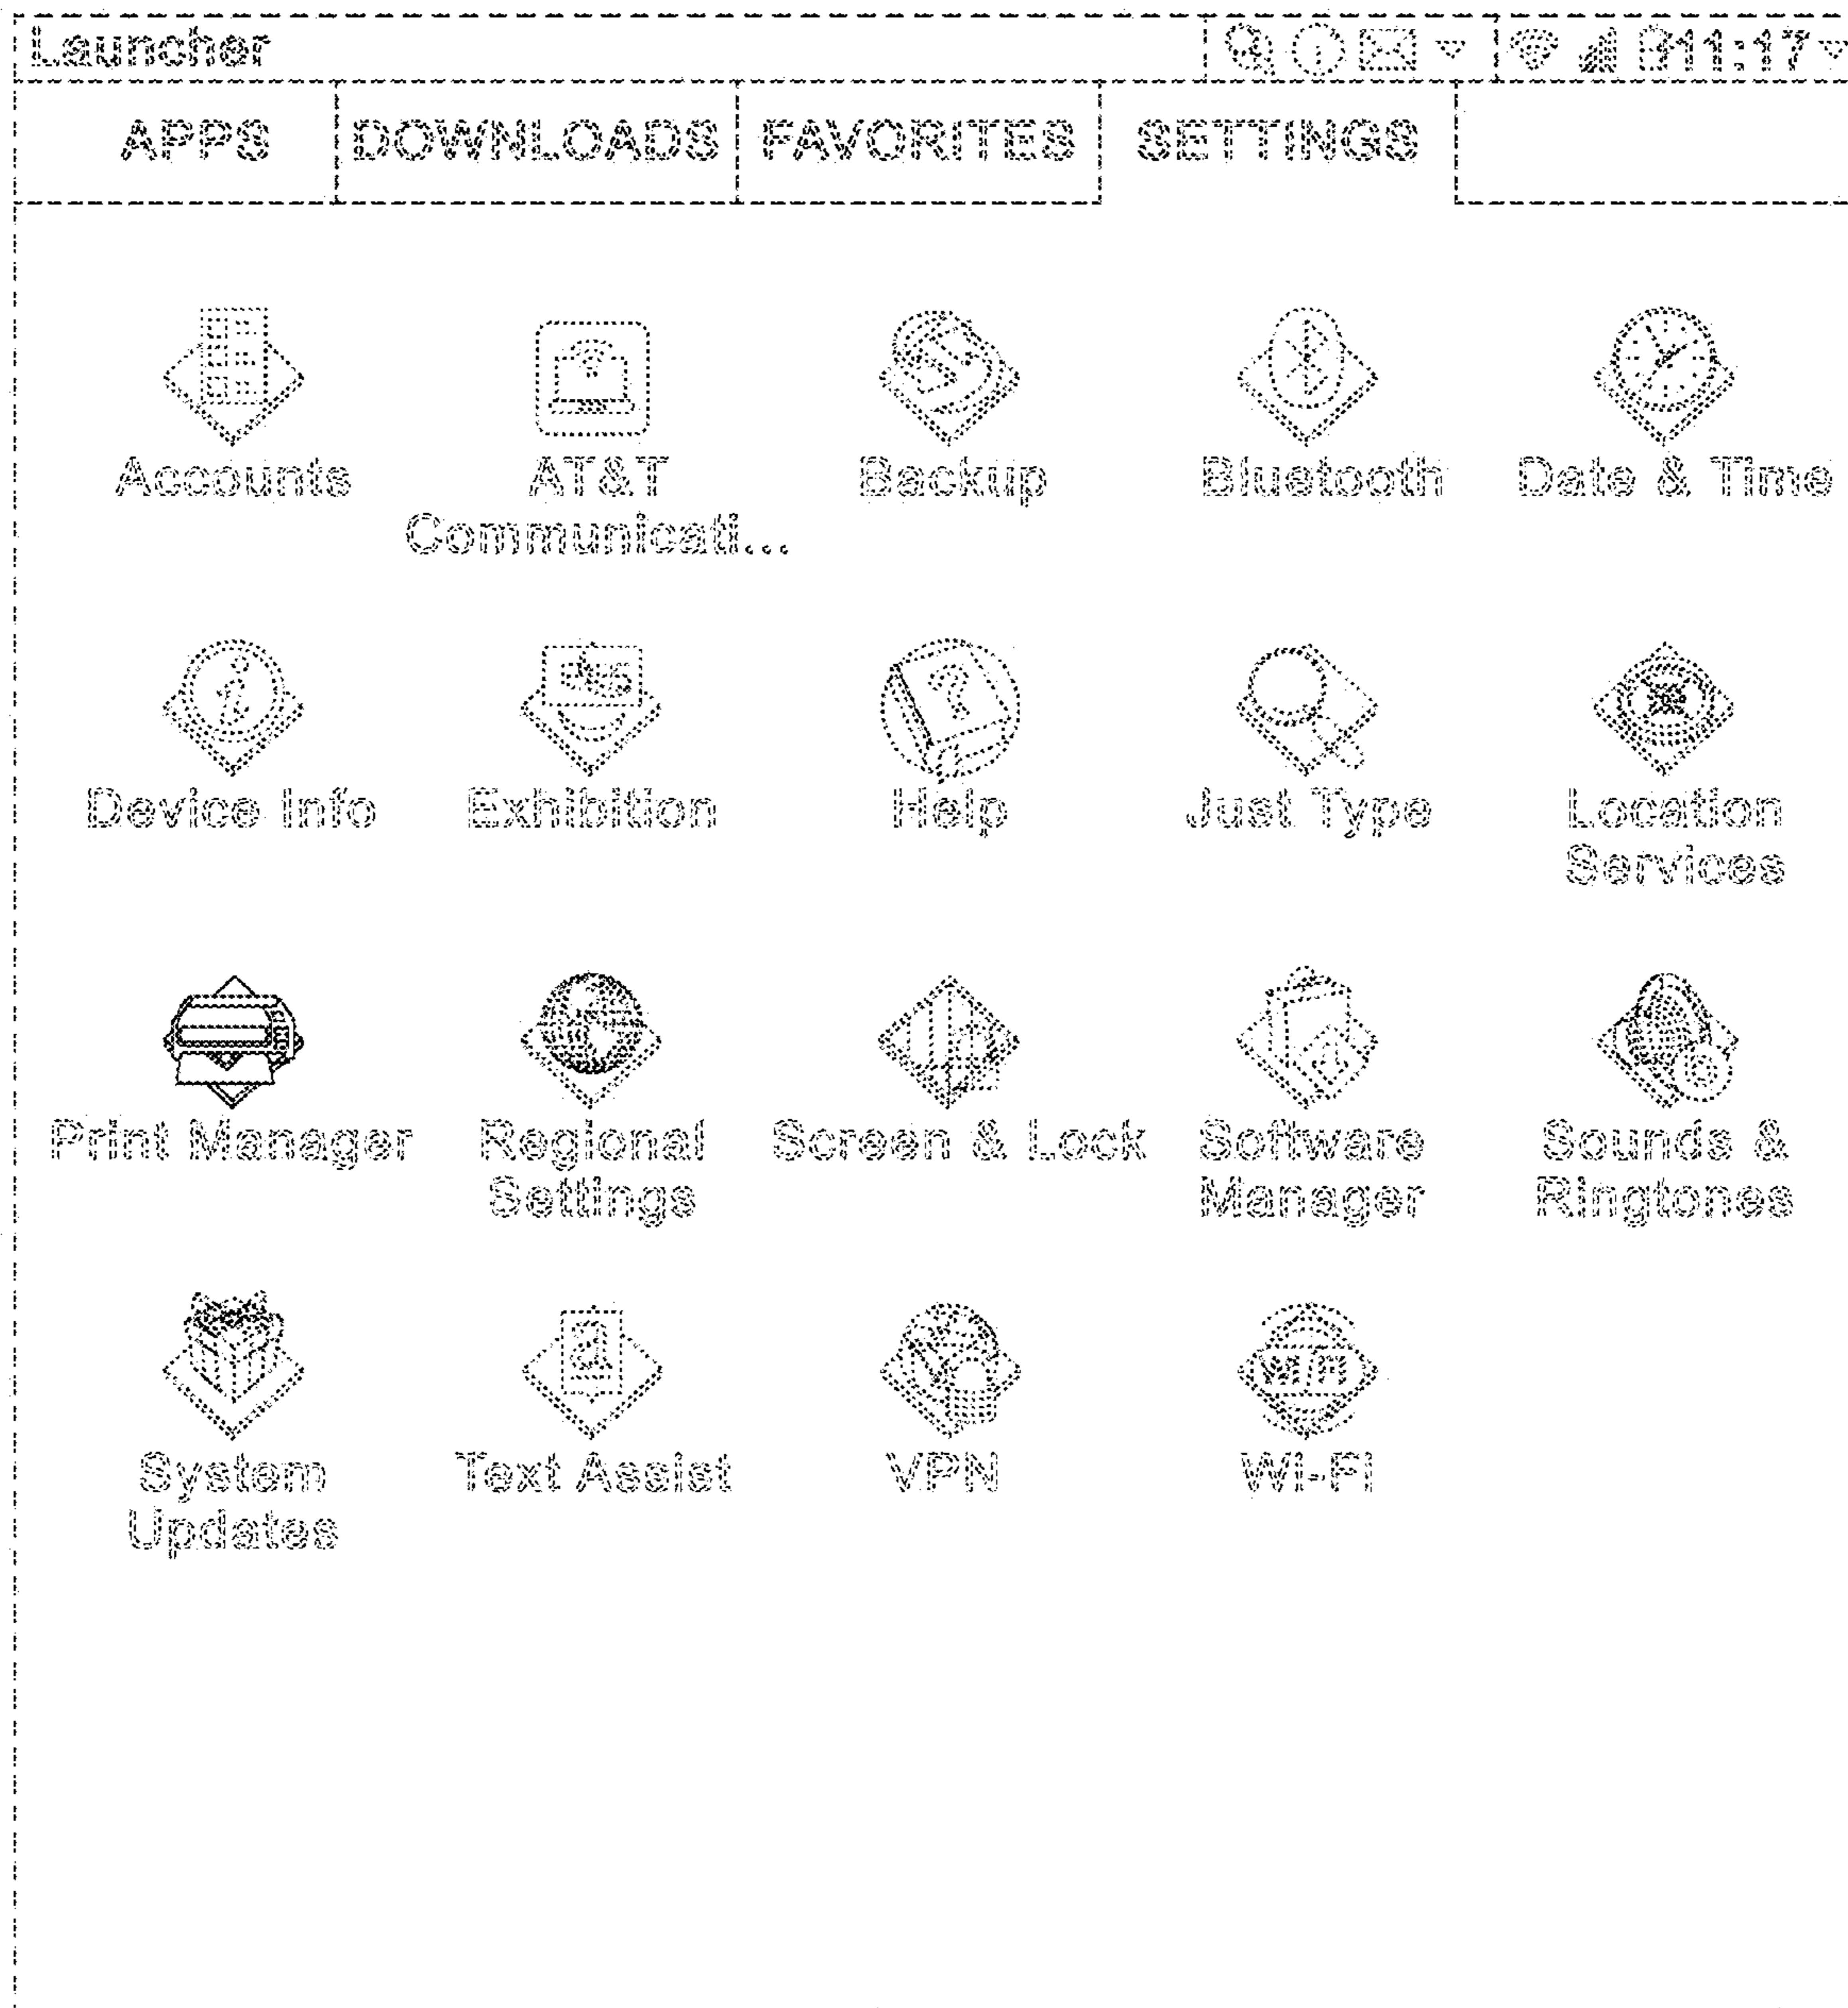 Launcher
11:17
APPS DOWNLOADS FAVORITES SETTINGS
Accounts AT&T Backup Bluetooth Date & Time
Communicati...
Device Info Exhibition Help Just Type Location
Services
Print Manager Regional Screen & Lock Software Sounds &
Settings Manager Ringtones
System Text Assist VPN Wi-Fi
Updates